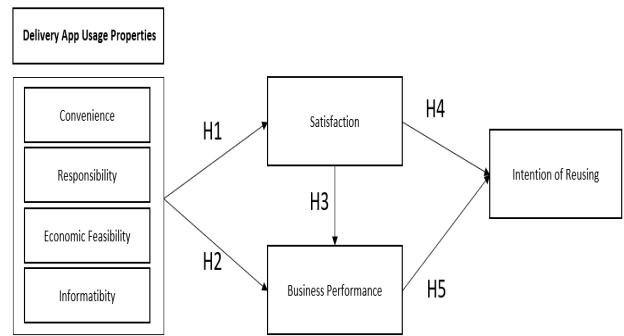 Delivery App Usage Properties
Convenience
Responsibility
Economic Feasibility
Informatibity
H1
H2
Satisfaction
H3
Business Performance
H4
H5
Intention of Reusing